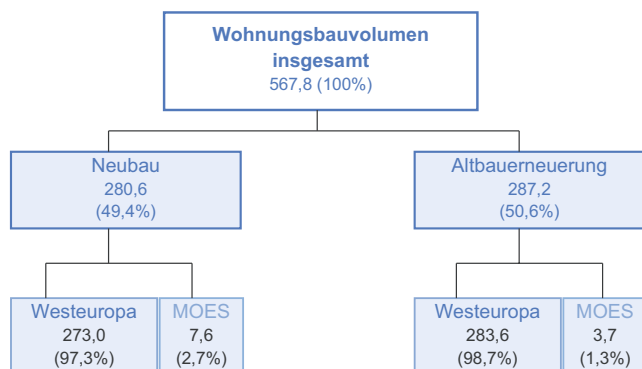 Wohnungsbauvolumen
insgesamt
567,8 (100%)
Neubau
280,6
(49,4%)
Altbauerneuerung
287,2
(50,6%)
Westeuropa
273,0
(97,3%)
MOES
7,6
(2,7%)
Westeuropa
283,6
(98,7%)
MOES
3,7
(1,3%)